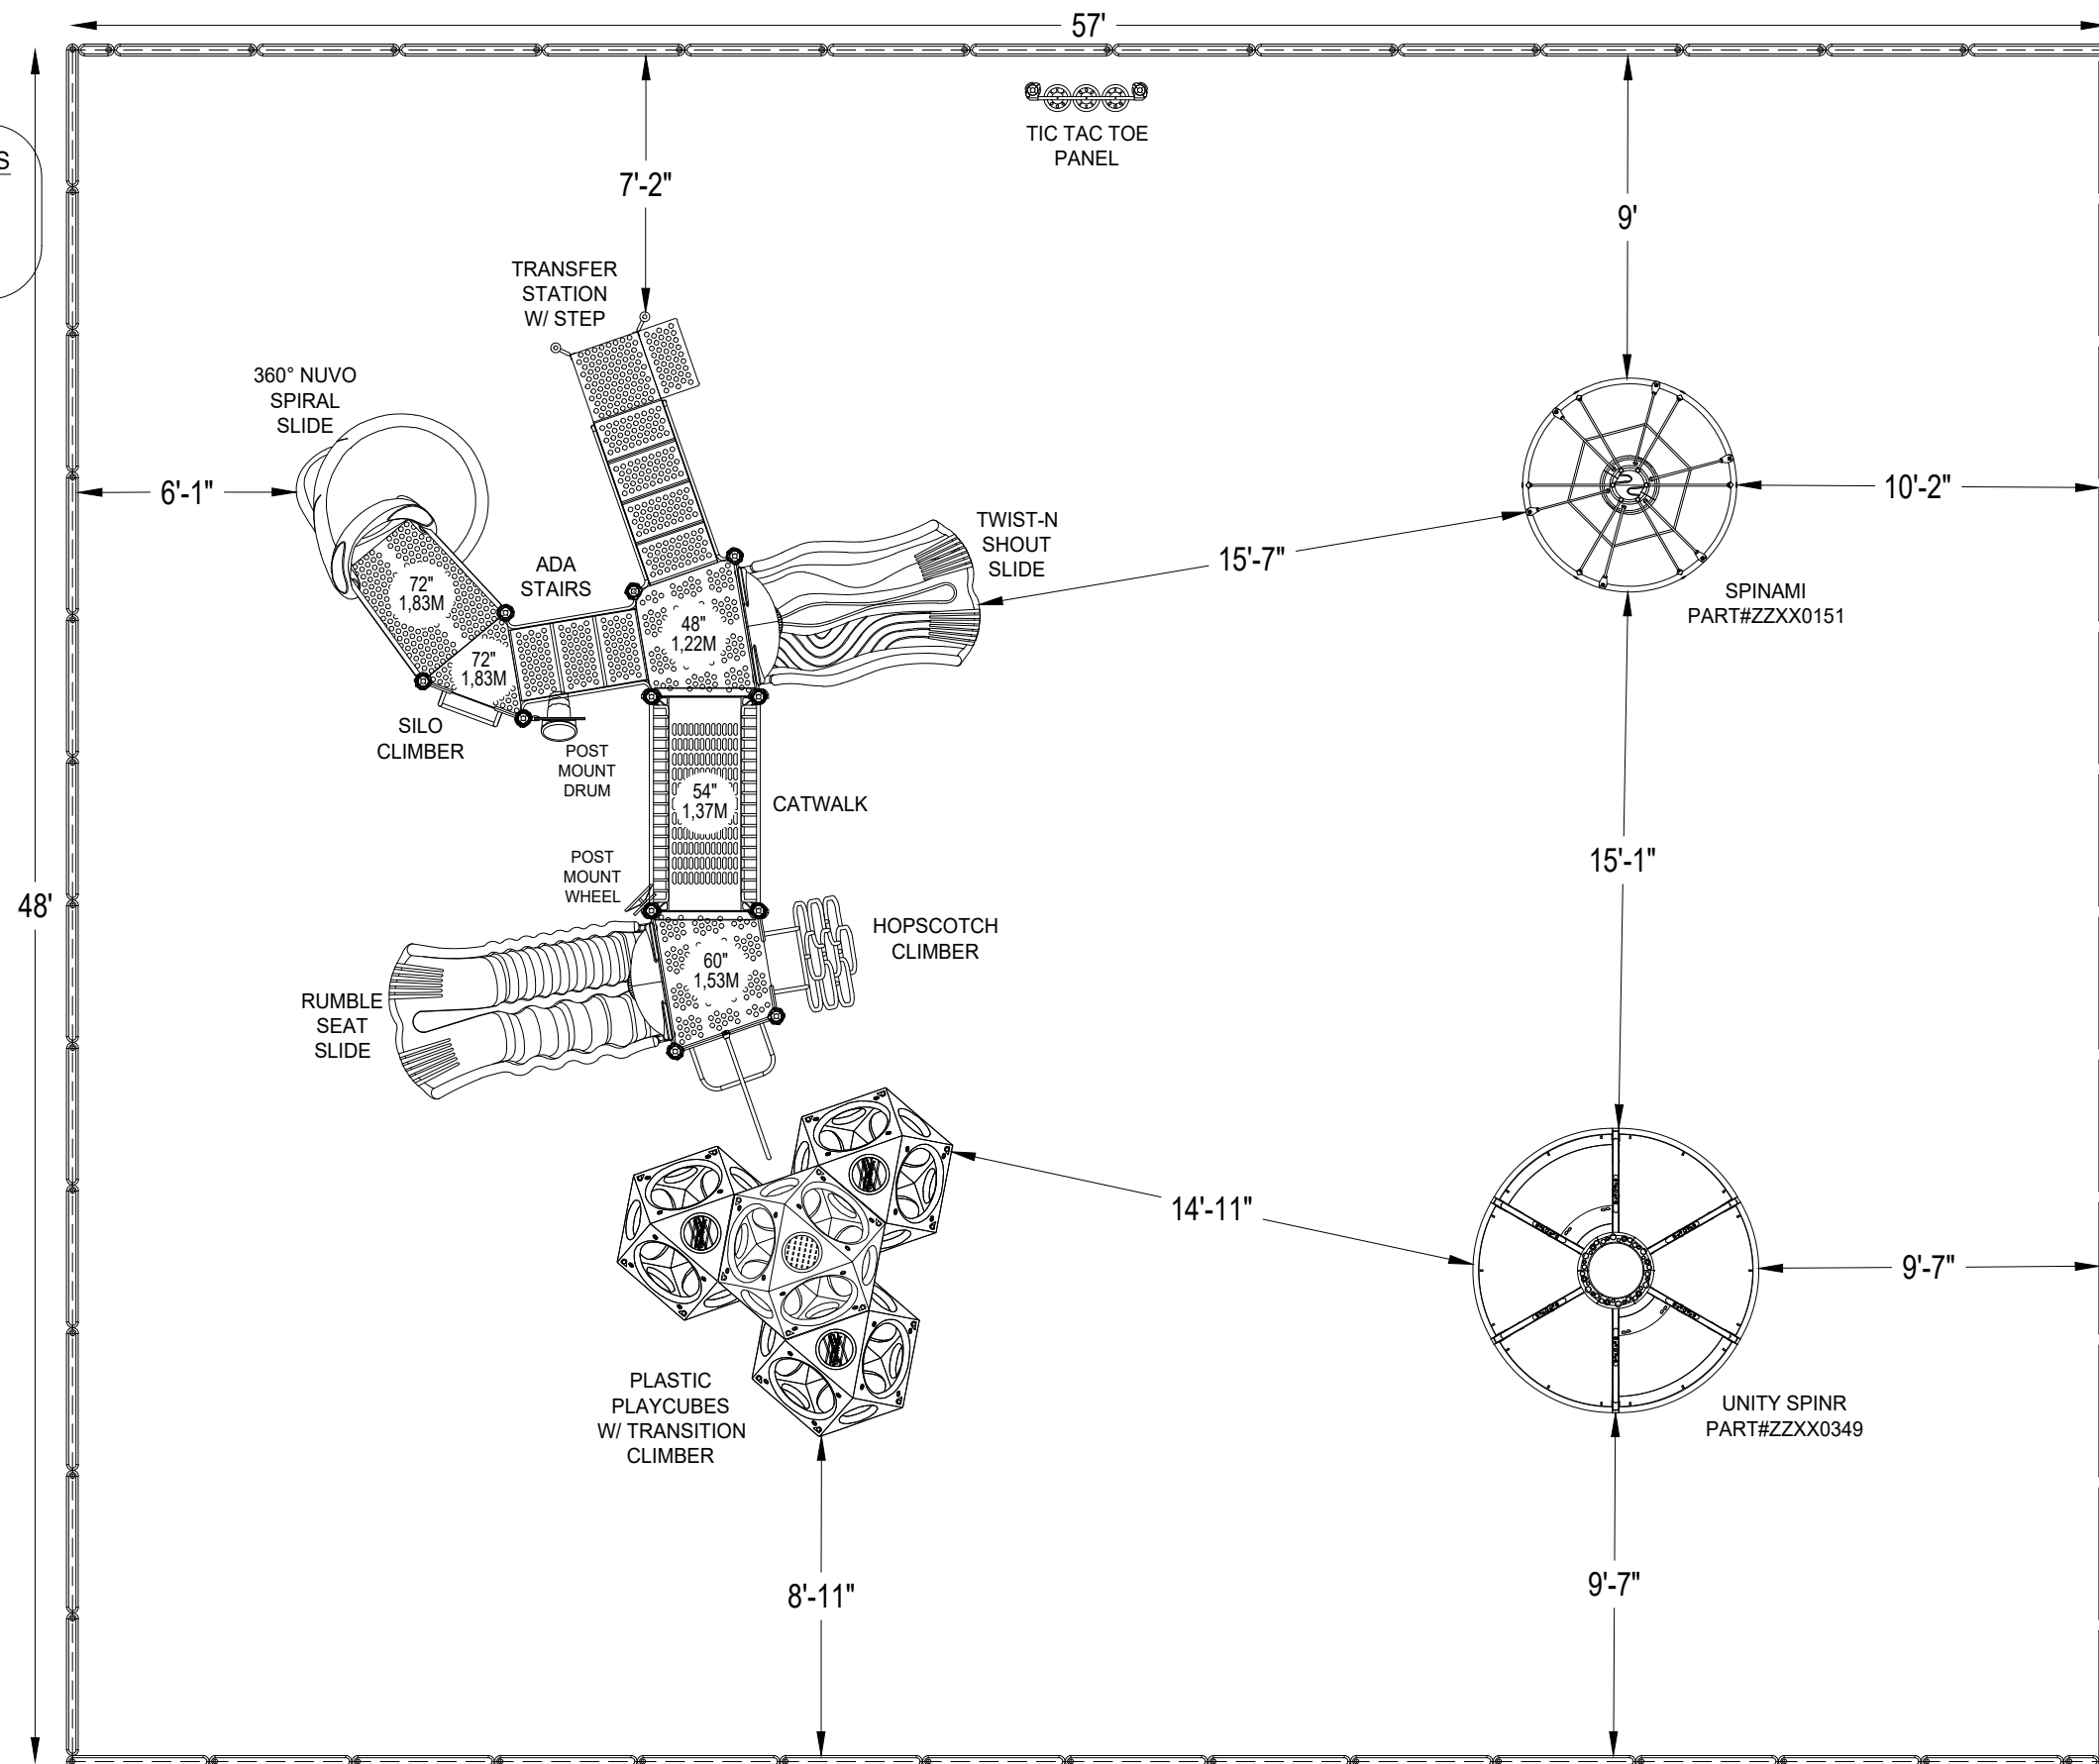 57'
S
TIC TAC TOE
PANEL
7'-2"
9'
TRANSFER
STATION
W/ STEP
360° NUVO
SPIRAL
SLIDE
6'-1"
10'-2"
TWIST-N
SHOUT
SLIDE
15'-7"
ADA
STAIRS
72"
1,83M
48"
1,22M
72"
1,83M
SPINAMI
PART#ZZXX0151
SILO
CLIMBER
POST
MOUNT
DRUM
54"
1,37M
CATWALK
15'-1"
POST
MOUNT
WHEEL
48'
HOPSCOTCH
CLIMBER
60"
1,53M
RUMBLE
SEAT
SLIDE
14'-11"
9'-7"
PLASTIC
PLAYCUBES
W/ TRANSITION
CLIMBER
UNITY SPINR
PART#ZZXX0349
8'-11"
9'-7"